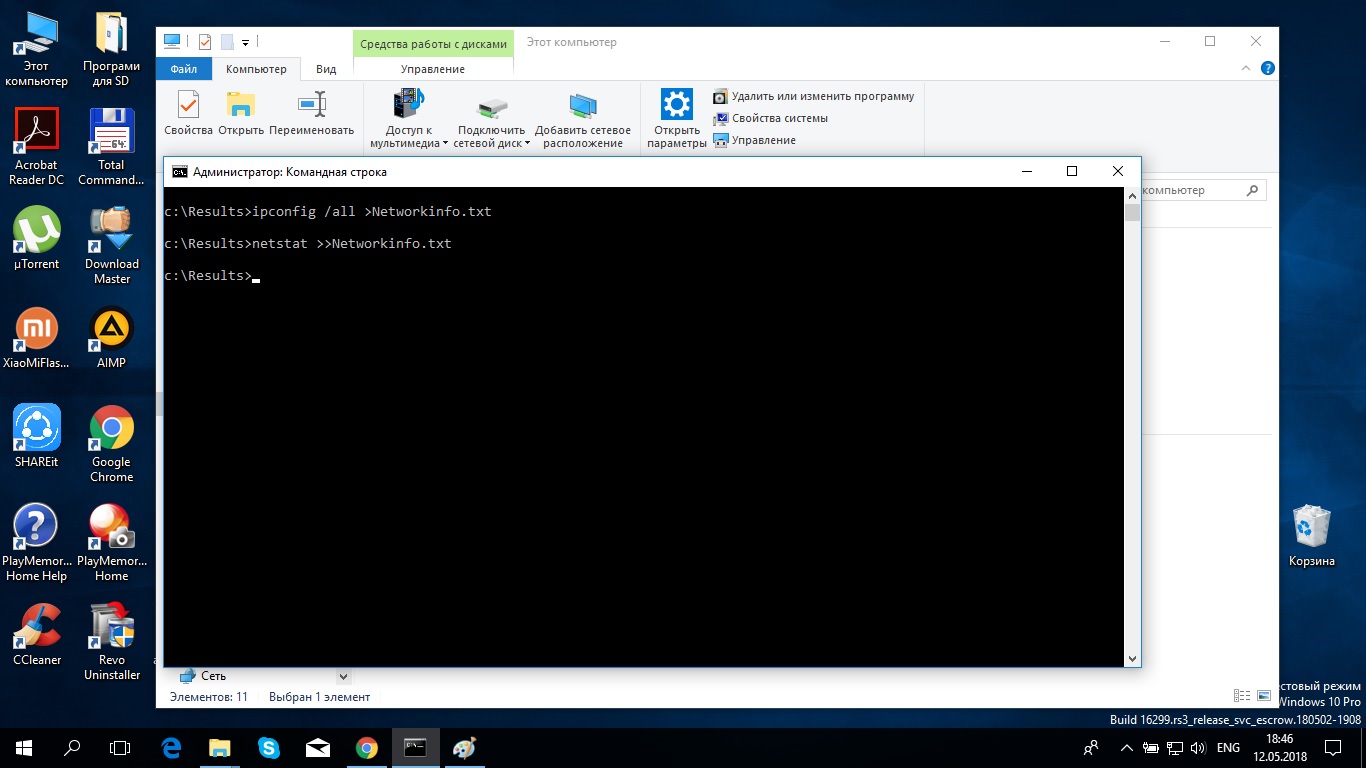 Этот
компьютер
Програми
для SD
Acrobat
Reader DC
Total
Command...
64:
µTorrent
Download
Master
XiaoMiFlas...
AIMP
SHAREit
Google
Chrome
PlayMemor...
Home Help
PlayMemor...
Home
CCleaner
Revo
Uninstaller
Средства работы с дисками
Этот компьютер
Файл
Компьютер
Вид
Управление
Свойства
Открыть
Переименовать
Доступ к
мультимедиа
Подключить
сетевой диск
Добавить сетевое
расположение
Открыть
параметры
Удалить или изменить программу
Свойства системы
Управление
Администратор: Командная строка
компьютер
c:\Results>ipconfig /all >Networkinfo.txt
c:\Results>netstat >>Networkinfo.txt
c:\Results>
Сеть
Элементов: 11
Выбран 1 элемент
Корзина
стовый режим
Windows 10 Pro
Build 16299.rs3_release_svc_escrow.180502-1908
ENG
18:46
12.05.2018